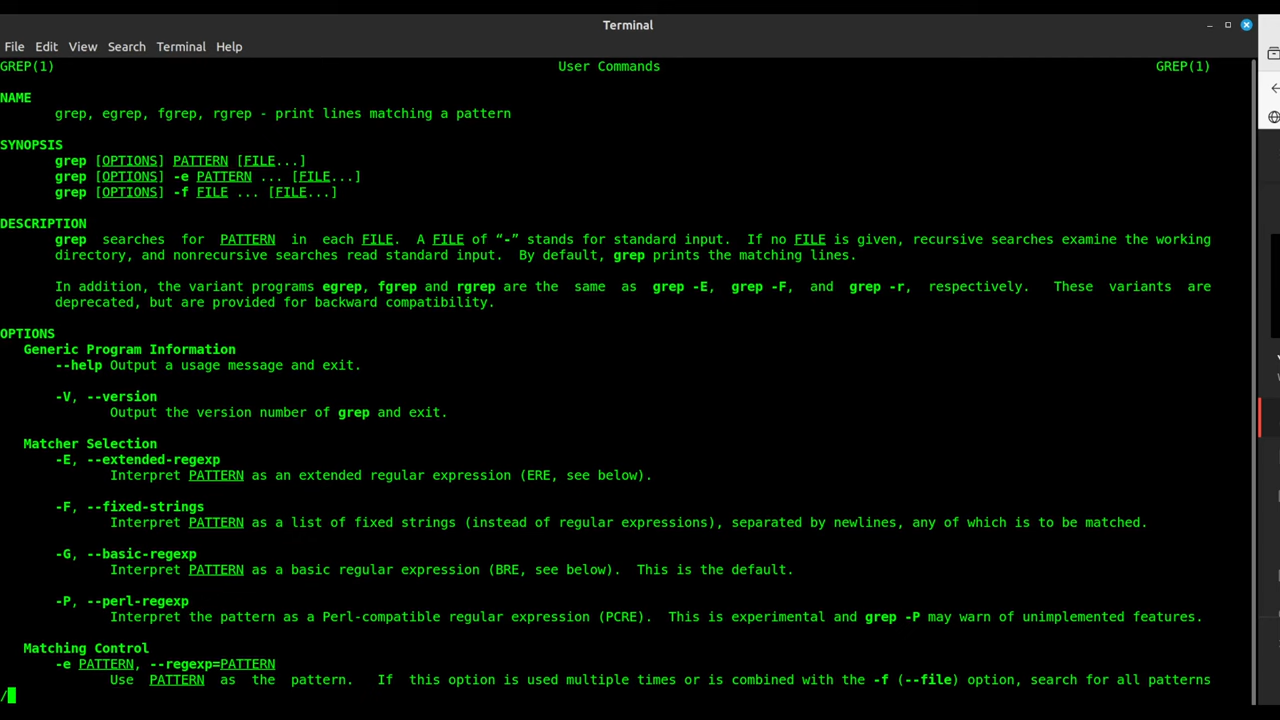 Terminal
File Edit View Search Terminal Help
GREP(1) User Commands GREP(1)
NAME
grep, egrep, fgrep, rgrep - print lines matching a pattern
SYNOPSIS
grep [OPTIONS] PATTERN [FILE...]
grep [OPTIONS] -e PATTERN ... [FILE...]
grep [OPTIONS] -f FILE ... [FILE...]
DESCRIPTION
grep searches for PATTERN in each FILE. A FILE of “-” stands for standard input. If no FILE is given, recursive searches examine the working
directory, and nonrecursive searches read standard input. By default, grep prints the matching lines.
In addition, the variant programs egrep, fgrep and rgrep are the same as grep -E, grep -F, and grep -r, respectively. These variants are
deprecated, but are provided for backward compatibility.
OPTIONS
Generic Program Information
--help Output a usage message and exit.
-V, --version
Output the version number of grep and exit.
Matcher Selection
-E, --extended-regexp
Interpret PATTERN as an extended regular expression (ERE, see below).
-F, --fixed-strings
Interpret PATTERN as a list of fixed strings (instead of regular expressions), separated by newlines, any of which is to be matched.
-G, --basic-regexp
Interpret PATTERN as a basic regular expression (BRE, see below). This is the default.
-P, --perl-regexp
Interpret the pattern as a Perl-compatible regular expression (PCRE). This is experimental and grep -P may warn of unimplemented features.
Matching Control
-e PATTERN, --regexp=PATTERN
Use PATTERN as the pattern. If this option is used multiple times or is combined with the -f (--file) option, search for all patterns
/